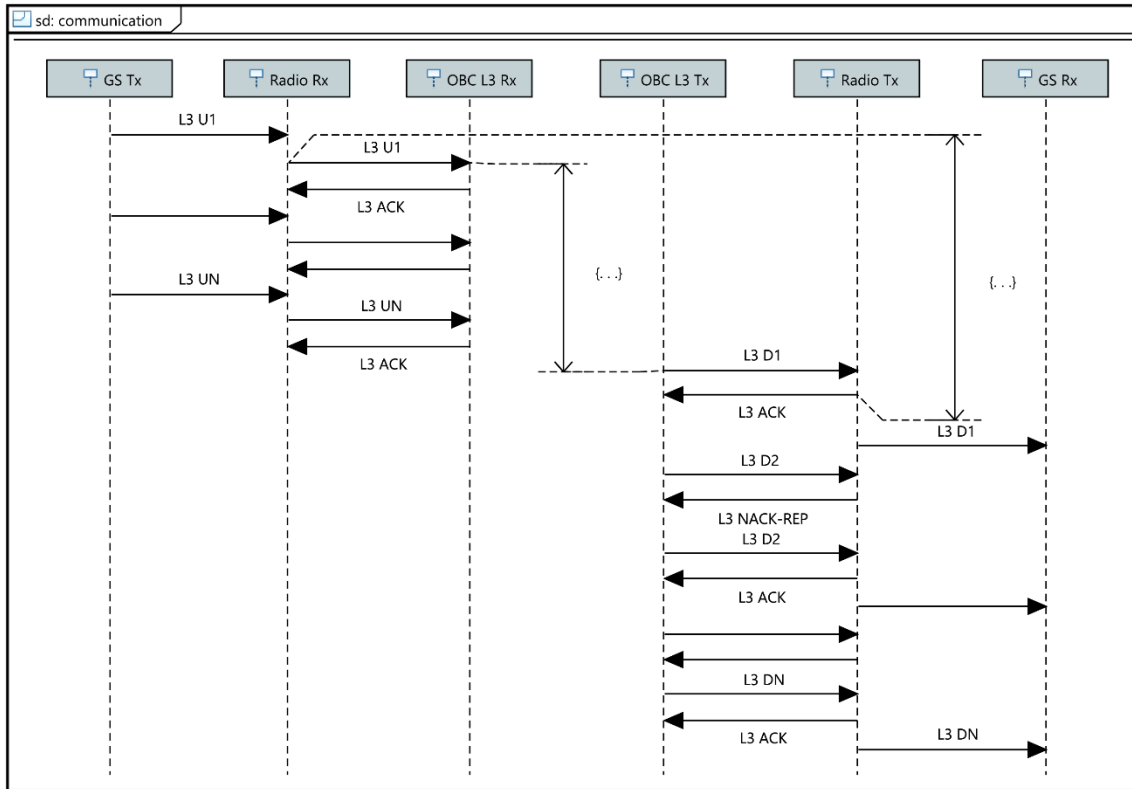 sd: communication
GS Tx
Radio Rx
OBC L3 Rx
OBC L3 Tx
Radio Tx
GS Rx
L3 U1
L3 U1
L3 ACK
{. . .}
{. . .}
L3 UN
L3 UN
L3 ACK
L3 D1
L3 ACK
L3 D1
L3 D2
L3 NACK-REP
L3 D2
L3 ACK
L3 DN
L3 ACK
L3 DN